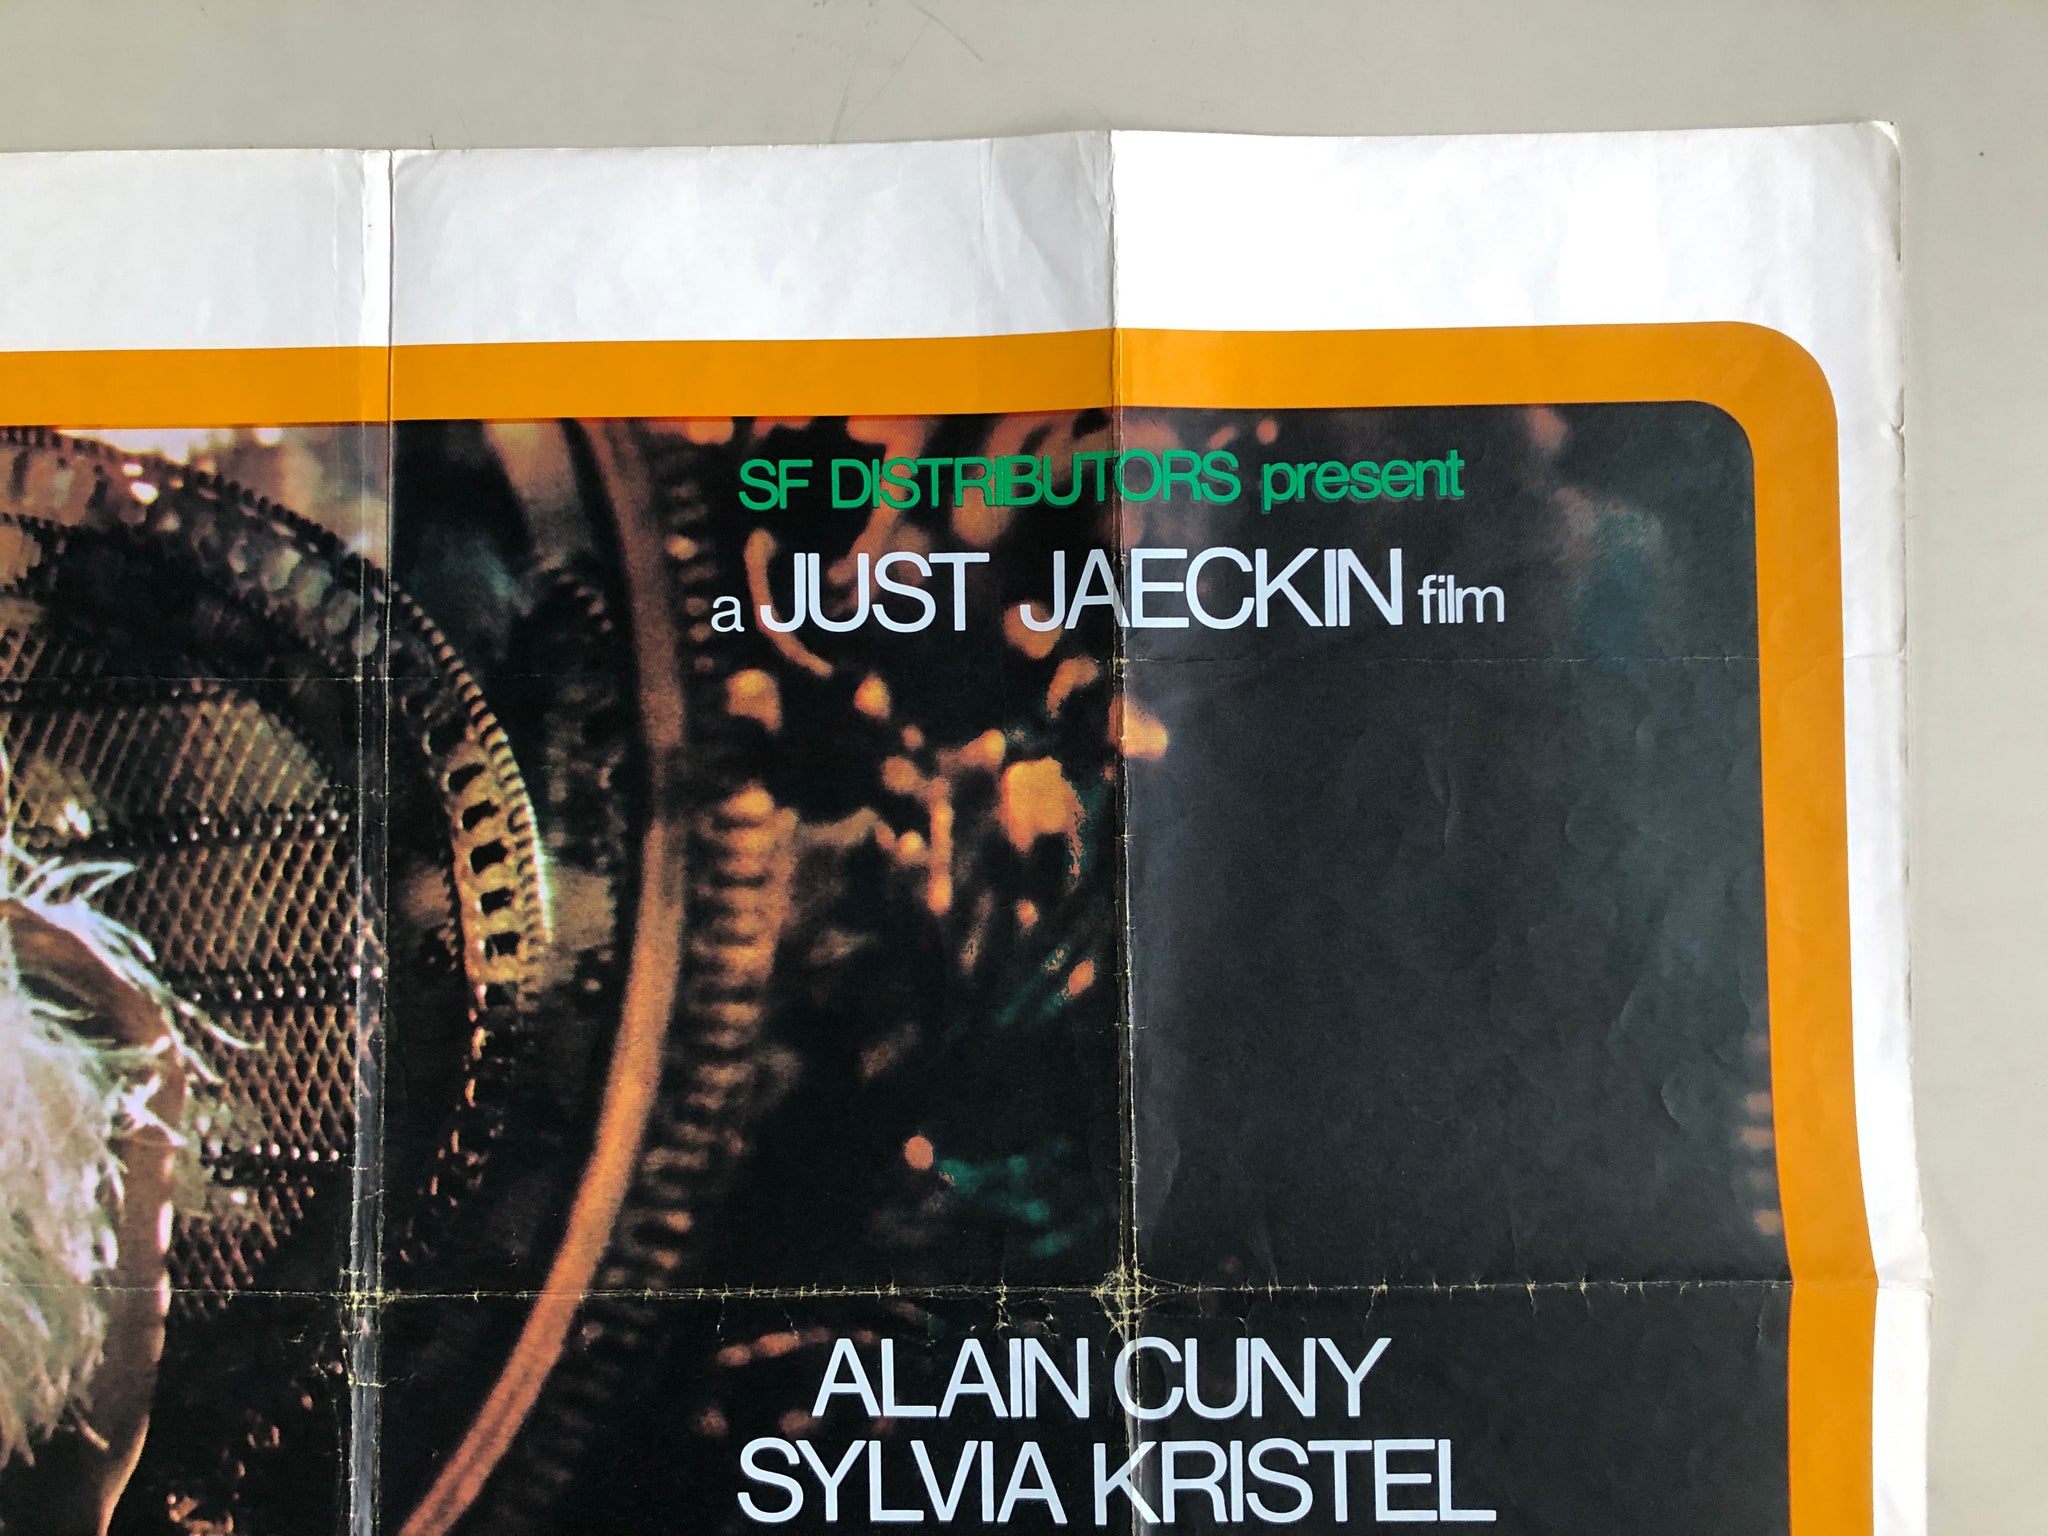 SF DISTRIBUTORS present
a JUST JAECKIN film
ALAIN CUNY
SYLVIA KRISTEL